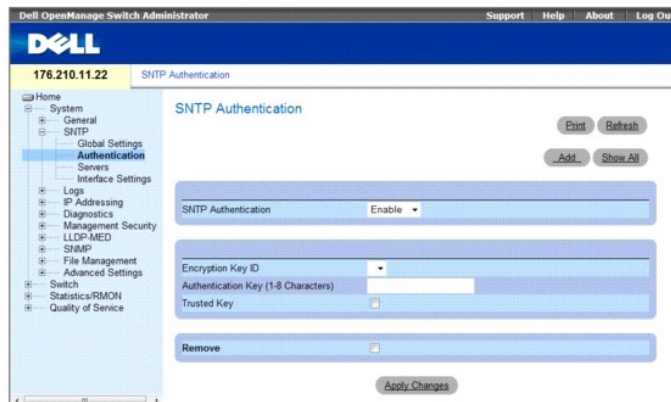 Dell OpenManage Switch Administrator
Support Help About Log Ou
DELL
176.210.11.22 SNTP Authentication
Home
System
General
SNTP
Global Settings
Authentication
Servers
Interface Settings
Logs
IP Addressing
Diagnostics
Management Security
LLDP-MED
SNMP
File Management
Advanced Settings
Switch
Statistics/RMON
Quality of Service
SNTP Authentication
Print Refresh
Add Show All
SNTP Authentication Enable
Encryption Key ID
Authentication Key (1-8 Characters)
Trusted Key
Remove
Apply Changes